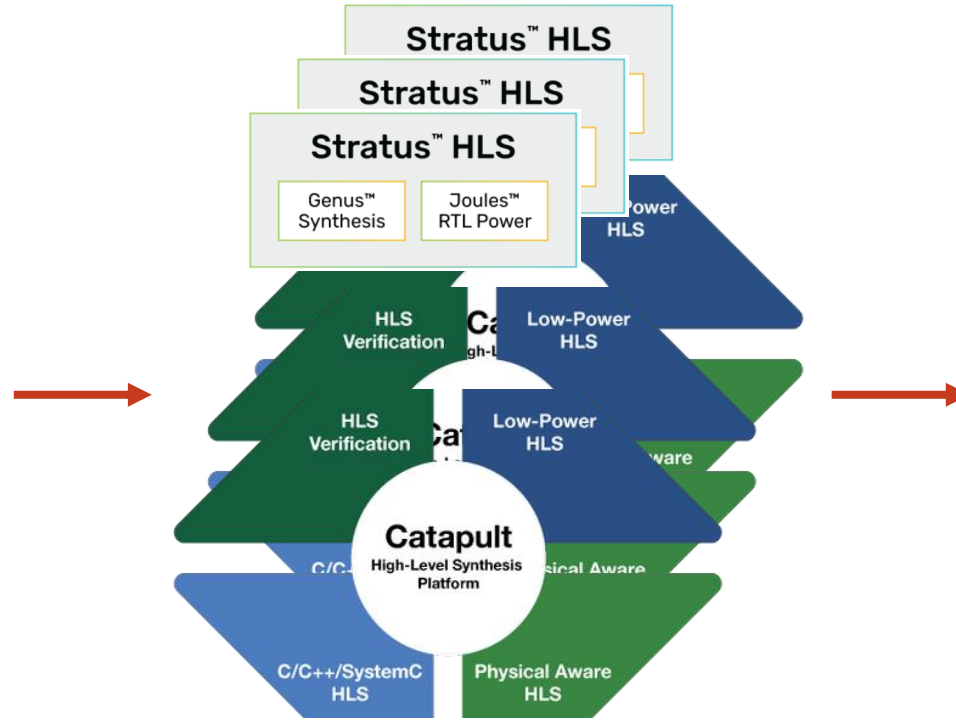 Stratus™ HLS
Stratus™ HLS
Stratus™ HLS
Genus™
Synthesis
Joules™
RTL Power
Power
HLS
HLS
Verification
Low-Power
HLS
HLS
Verification
Low-Power
HLS
Catapult
High-Level Synthesis
Platform
C/C++/SystemC
HLS
Physical Aware
HLS